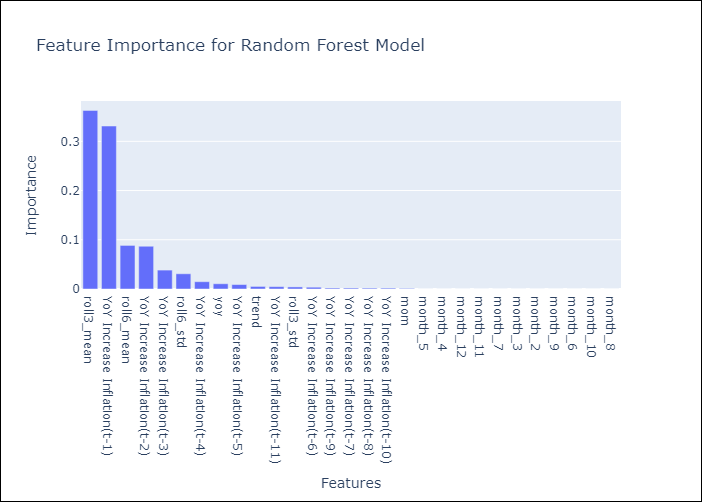 Feature Importance for Random Forest Model
Importance
0.3
0.2
0.1
0
roll3_mean
YoY Increase Inflation(t-1)
roll6_mean
YoY Increase Inflation(t-2)
YoY Increase Inflation(t-3)
roll6_std
YoY Increase Inflation(t-4)
yoy
YoY Increase Inflation(t-5)
trend
YoY Increase Inflation(t-11)
roll3_std
YoY Increase Inflation(t-6)
YoY Increase Inflation(t-9)
YoY Increase Inflation(t-7)
YoY Increase Inflation(t-8)
YoY Increase Inflation(t-10)
mom
month_5
month_4
month_12
month_11
month_7
month_3
month_2
month_9
month_6
month_10
month_8
Features